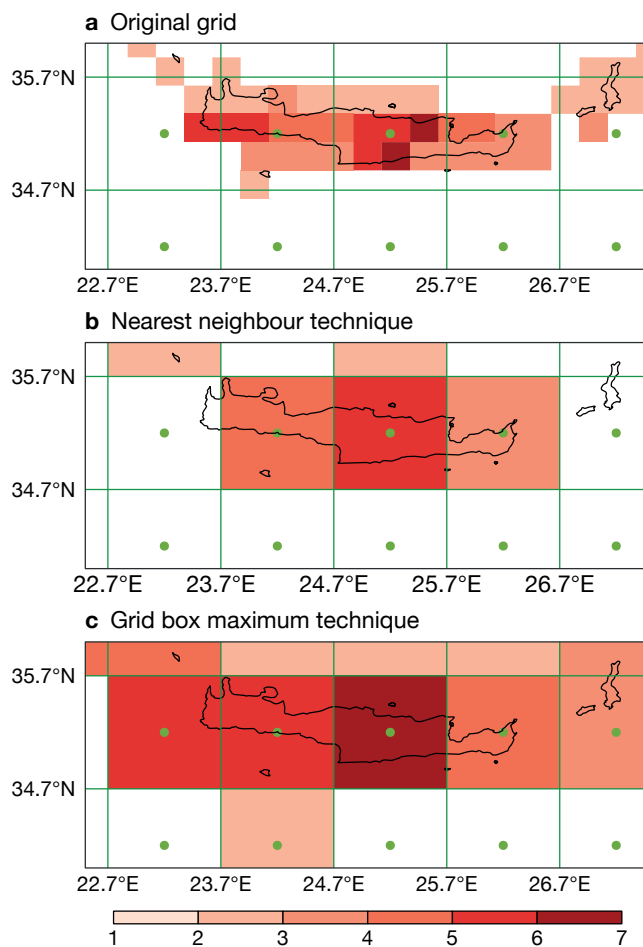 a Original grid
35.7°N
34.7°N
22.7°E 23.7°E 24.7°E 25.7°E 26.7°E
b Nearest neighbour technique
35.7°N
34.7°N
22.7°E 23.7°E 24.7°E 25.7°E 26.7°E
c Grid box maximum technique
35.7°N
34.7°N
22.7°E 23.7°E 24.7°E 25.7°E 26.7°E
1 2 3 4 5 6 7